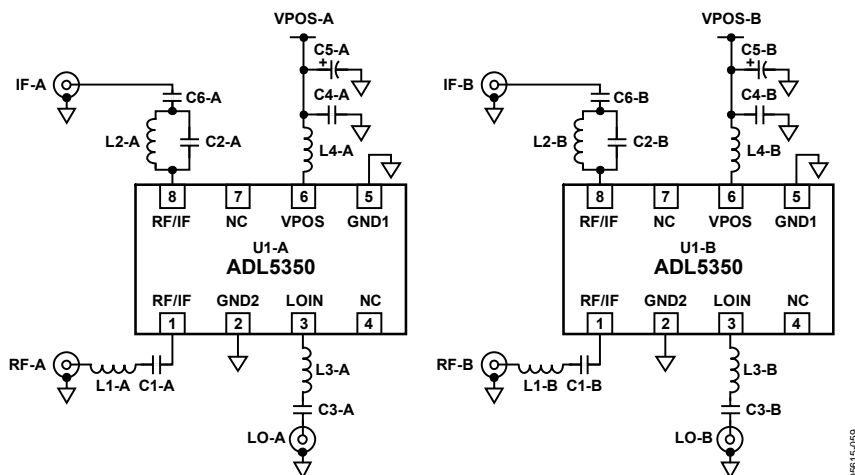 VPOS-A
C5-A
+
IF-A
C6-A
C4-A
L2-A
C2-A
L4-A
8
7
6
5
RF/IF
NC
VPOS
GND1
U1-A
ADL5350
RF/IF
GND2
LOIN
NC
1
2
3
4
RF-A
L1-A
C1-A
L3-A
C3-A
LO-A
VPOS-B
C5-B
+
IF-B
C6-B
C4-B
L2-B
C2-B
L4-B
8
7
6
5
RF/IF
NC
VPOS
GND1
U1-B
ADL5350
RF/IF
GND2
LOIN
NC
1
2
3
4
RF-B
L1-B
C1-B
L3-B
C3-B
LO-B